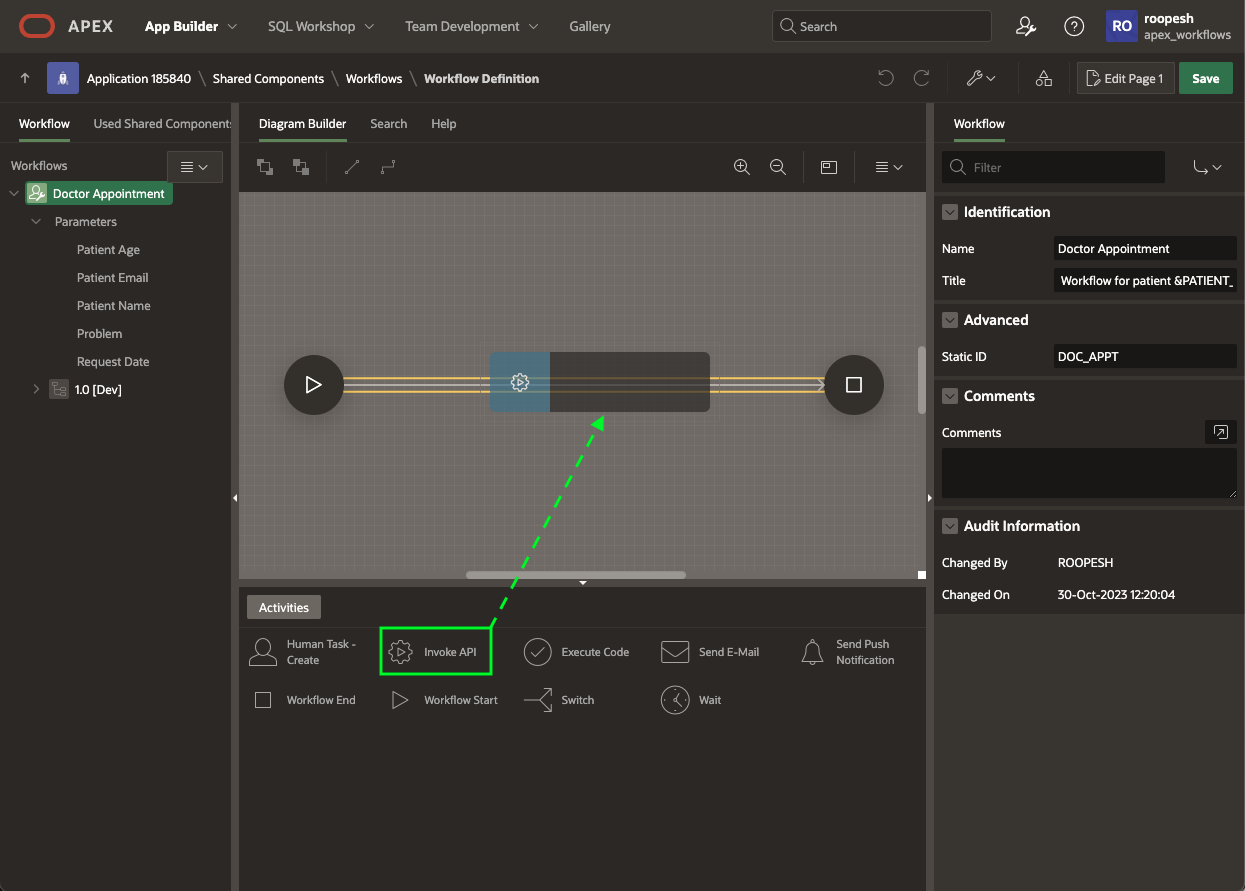 APEX
App Builder
SQL Workshop
Team Development
Gallery
Search
RO
roopesh
apex_workflows
Application 185840 \ Shared Components \ Workflows \ Workflow Definition
Edit Page 1
Save
Workflow
Used Shared Components
Workflows
Doctor Appointment
Parameters
Patient Age
Patient Email
Patient Name
Problem
Request Date
1.0 [Dev]
Diagram Builder
Search
Help
Activities
Human Task -
Create
Invoke API
Execute Code
Send E-Mail
Send Push
Notification
Workflow End
Workflow Start
Switch
Wait
Workflow
Filter
Identification
Name
Doctor Appointment
Title
Workflow for patient &PATIENT_
Advanced
Static ID
DOC_APPT
Comments
Comments
Audit Information
Changed By
ROOPESH
Changed On
30-Oct-2023 12:20:04